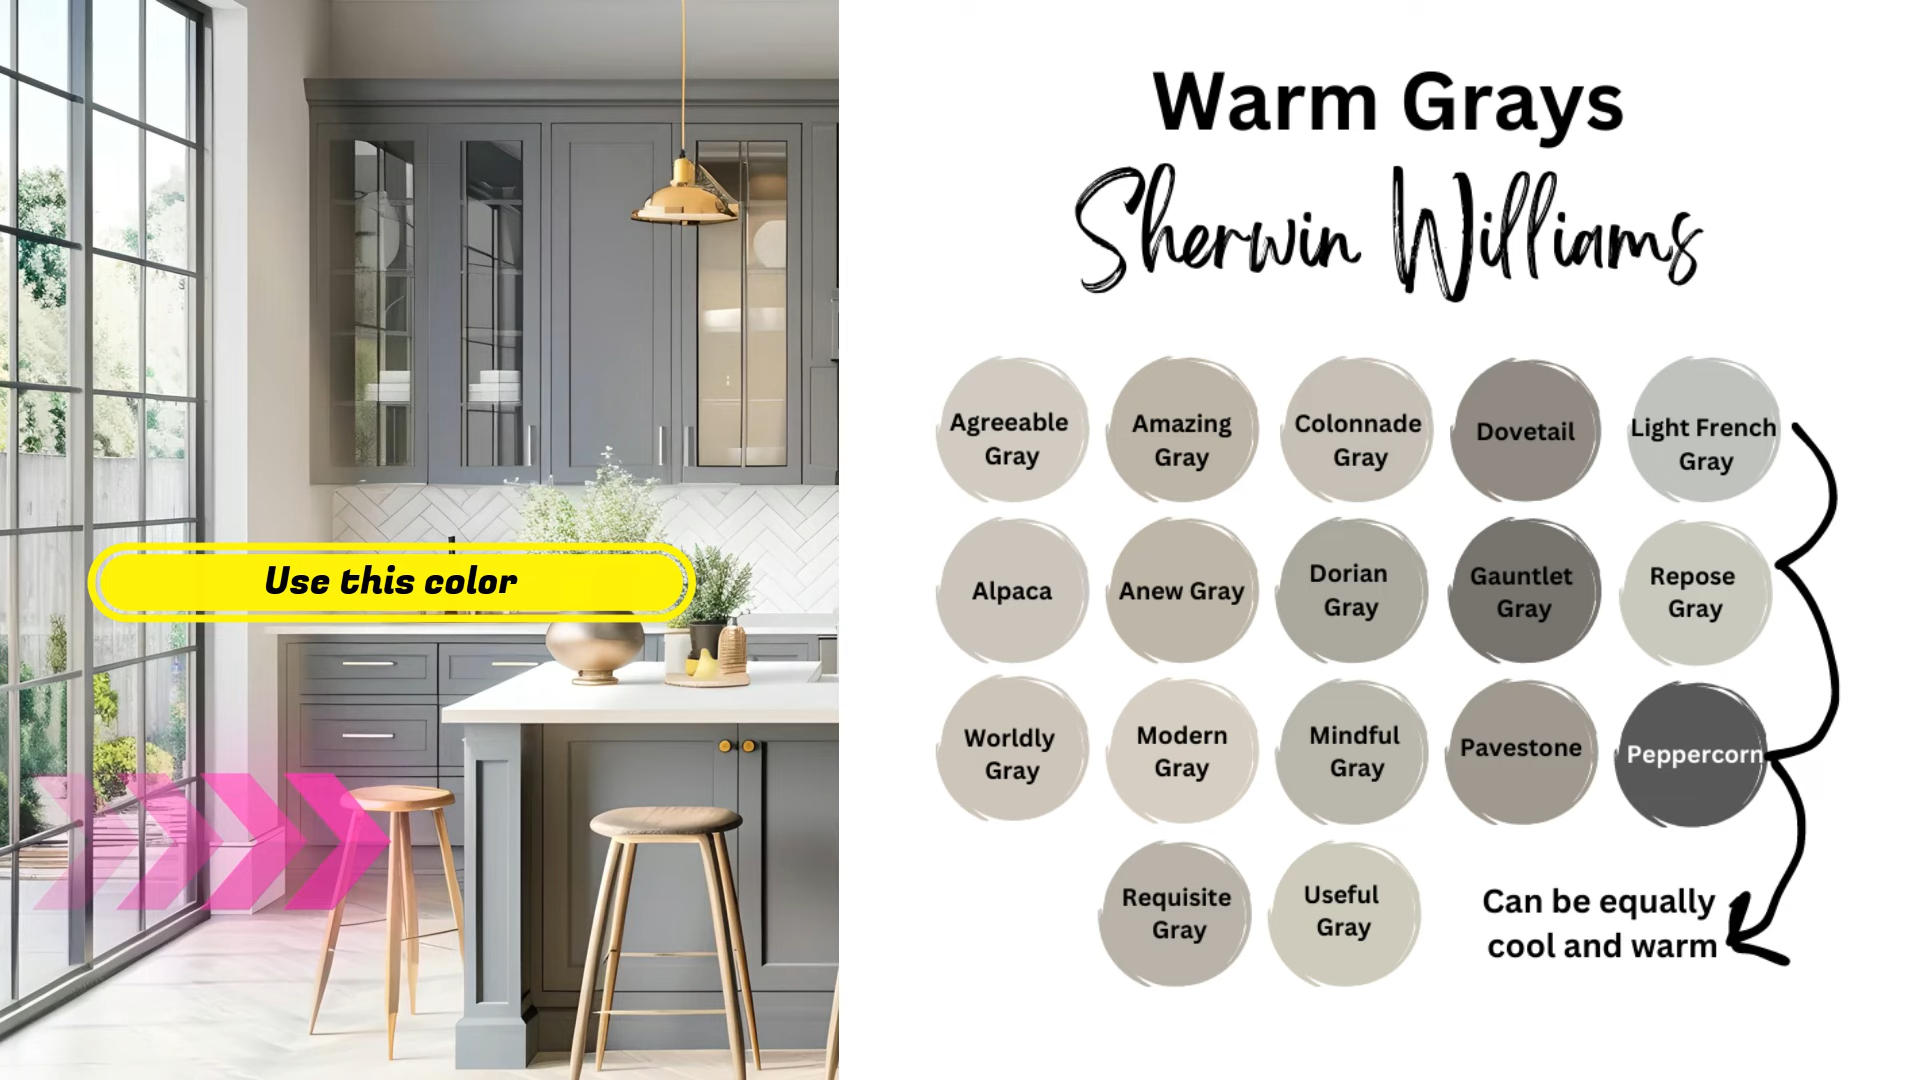 Use this color
Warm Grays
Sherwin Williams
Agreeable
Gray
Amazing
Gray
Colonnade
Gray
Dovetail
Light French
Gray
Alpaca
Anew Gray
Dorian
Gray
Gauntlet
Gray
Repose
Gray
Worldly
Gray
Modern
Gray
Mindful
Gray
Pavestone
Peppercorn
Requisite
Gray
Useful
Gray
Can be equally
cool and warm